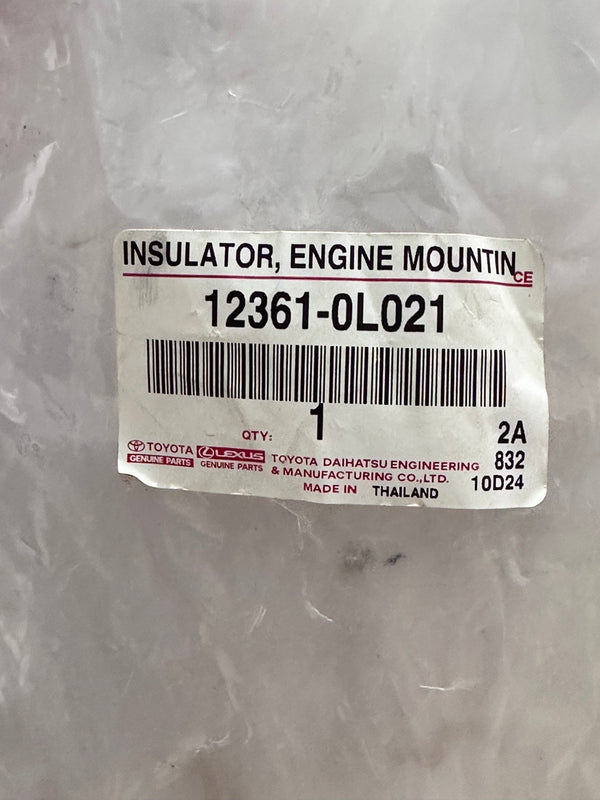 INSULATOR, ENGINE MOUNTIN
CE
12361-0L021
QTY: 1
2A
TOYOTA LEXUS TOYOTA DAIHATSU ENGINEERING 832
GENUINE PARTS GENUINE PARTS & MANUFACTURING CO.,LTD. 10D24
MADE IN THAILAND